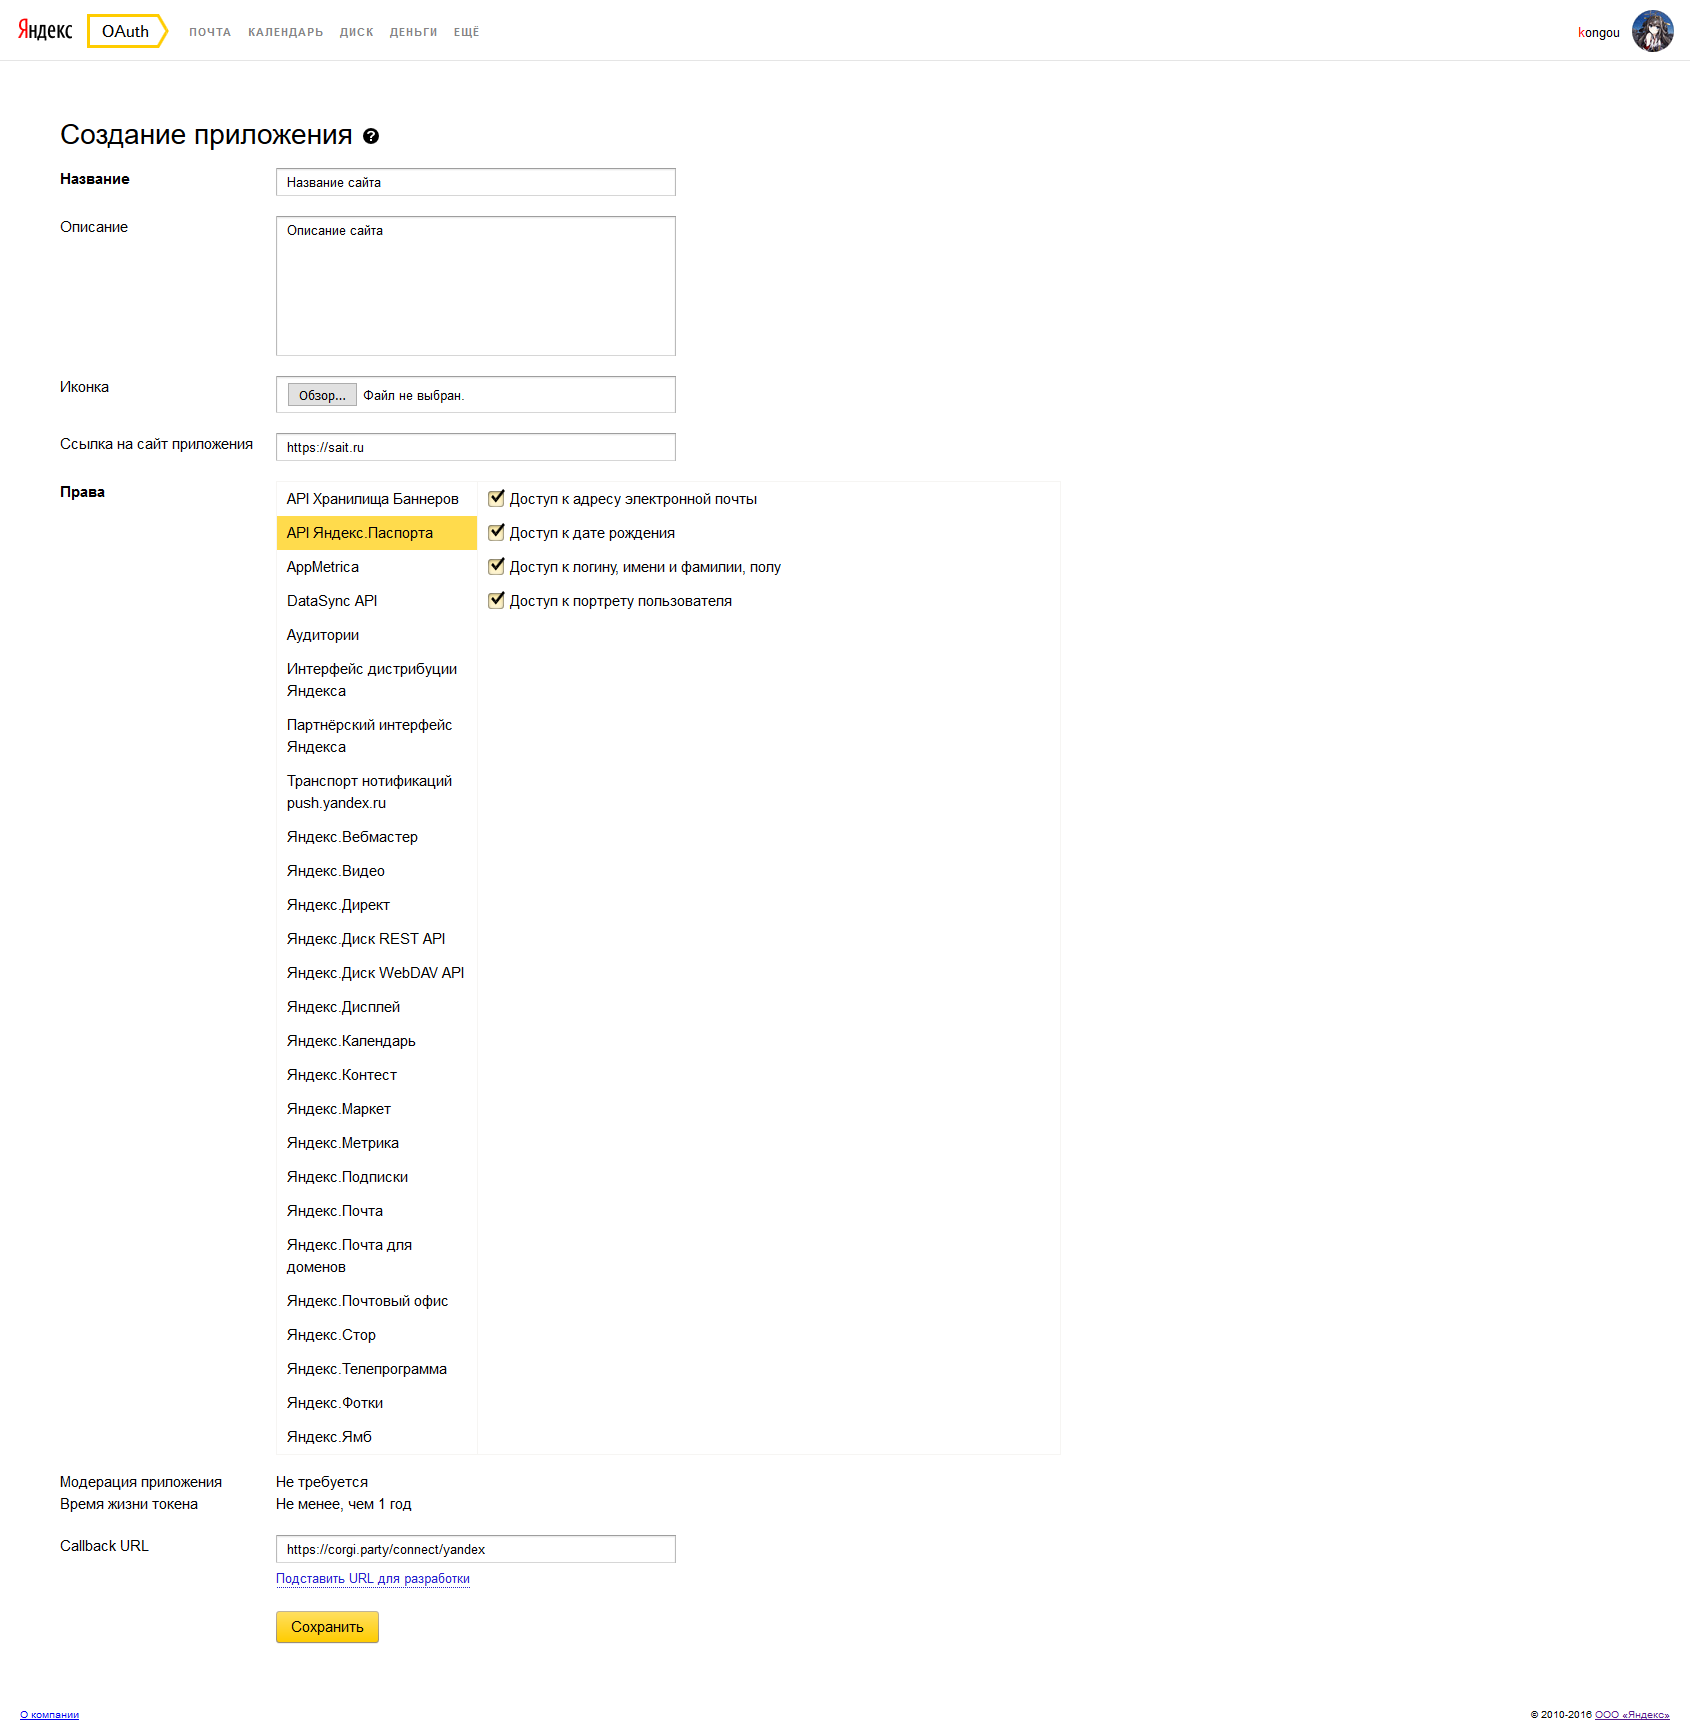 Яндекс OAuth ПОЧТА КАЛЕНДАРЬ ДИСК ДЕНЬГИ ЕЩЁ kongou
Создание приложения ?
Название Название сайта
Описание Описание сайта
Иконка Обзор... Файл не выбран.
Ссылка на сайт приложения https://sait.ru
Права API Хранилища Баннеров Доступ к адресу электронной почты
API Яндекс.Паспорта Доступ к дате рождения
AppMetrica Доступ к логину, имени и фамилии, полу
DataSync API Доступ к портрету пользователя
Аудитории
Интерфейс дистрибуции
Яндекса
Партнёрский интерфейс
Яндекса
Транспорт нотификаций
push.yandex.ru
Яндекс.Вебмастер
Яндекс.Видео
Яндекс.Директ
Яндекс.Диск REST API
Яндекс.Диск WebDAV API
Яндекс.Дисплей
Яндекс.Календарь
Яндекс.Контест
Яндекс.Маркет
Яндекс.Метрика
Яндекс.Подписки
Яндекс.Почта
Яндекс.Почта для
доменов
Яндекс.Почтовый офис
Яндекс.Стор
Яндекс.Телепрограмма
Яндекс.Фотки
Яндекс.Ямб
Модерация приложения Не требуется
Время жизни токена Не менее, чем 1 год
Callback URL https://corgi.party/connect/yandex
Подставить URL для разработки
Сохранить
О компании © 2010-2016 ООО «Яндекс»